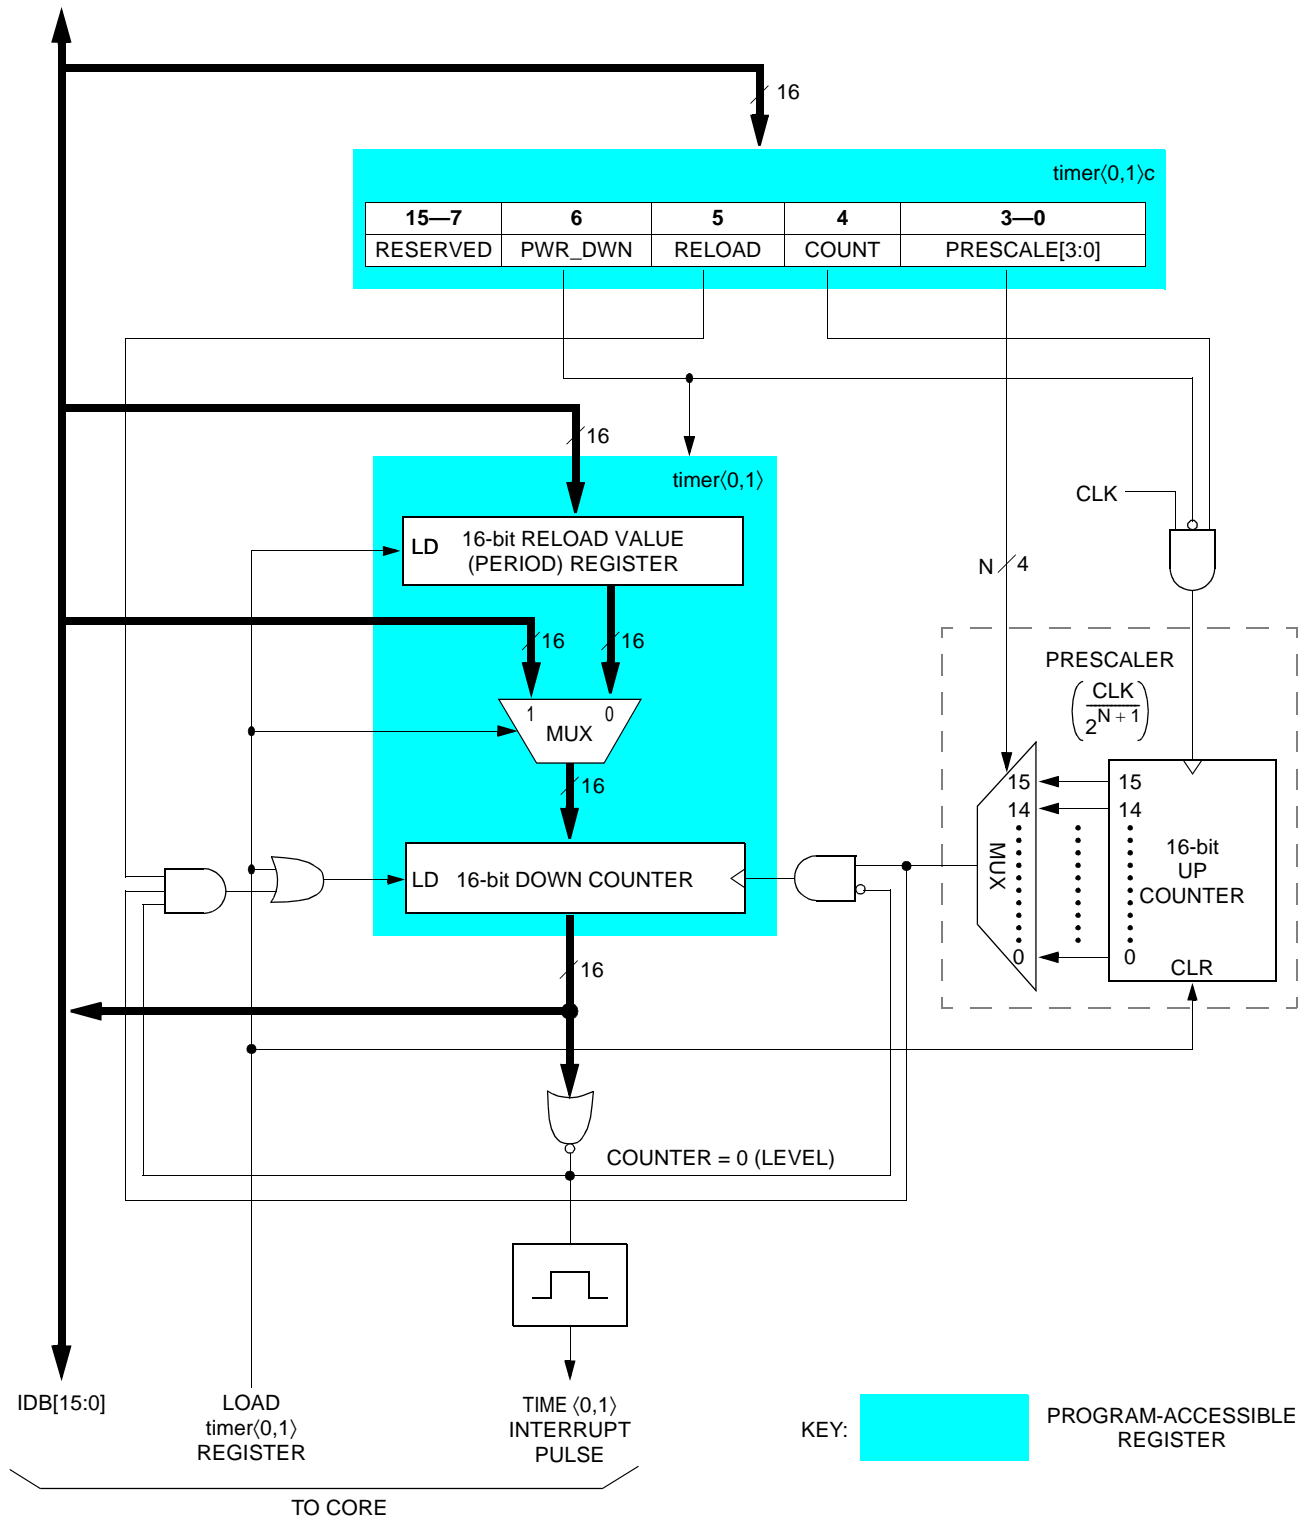 16
timer⟨0,1⟩c
15—7 6 5 4 3—0
RESERVED PWR_DWN RELOAD COUNT PRESCALE[3:0]
16
timer⟨0,1⟩
CLK
LD 16-bit RELOAD VALUE
(PERIOD) REGISTER
N 4
16 16
PRESCALER
CLK
2^N + 1
1 0
MUX
16
15 15
14 14
MUX
16-bit
UP
COUNTER
LD 16-bit DOWN COUNTER
0 0
CLR
16
COUNTER = 0 (LEVEL)
IDB[15:0]
LOAD
timer⟨0,1⟩
REGISTER
TIME ⟨0,1⟩
INTERRUPT
PULSE
KEY:
PROGRAM-ACCESSIBLE
REGISTER
TO CORE